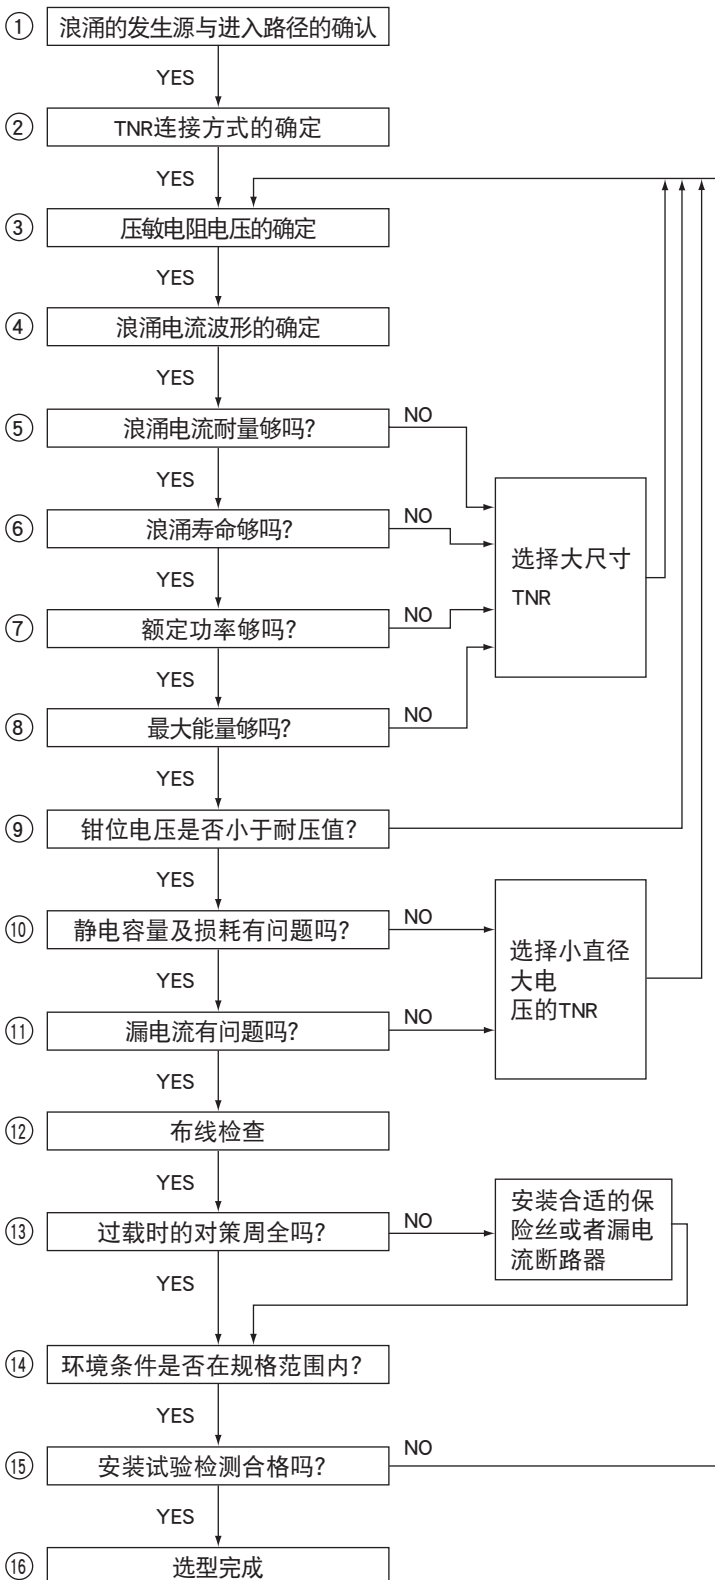 ① 浪涌的发生源与进入路径的确认
YES
② TNR连接方式的确定
YES
③ 压敏电阻电压的确定
YES
④ 浪涌电流波形的确定
YES
⑤ 浪涌电流耐量够吗?
NO
YES
⑥ 浪涌寿命够吗?
NO
选择大尺寸
TNR
YES
⑦ 额定功率够吗?
NO
YES
⑧ 最大能量够吗?
NO
YES
⑨ 钳位电压是否小于耐压值?
YES
⑩ 静电容量及损耗有问题吗?
NO
选择小直径
大电
压的TNR
YES
⑪ 漏电流有问题吗?
NO
YES
⑫ 布线检查
YES
⑬ 过载时的对策周全吗?
NO
安装合适的保
险丝或者漏电
流断路器
YES
⑭ 环境条件是否在规格范围内?
YES
⑮ 安装试验检测合格吗?
NO
YES
⑯ 选型完成